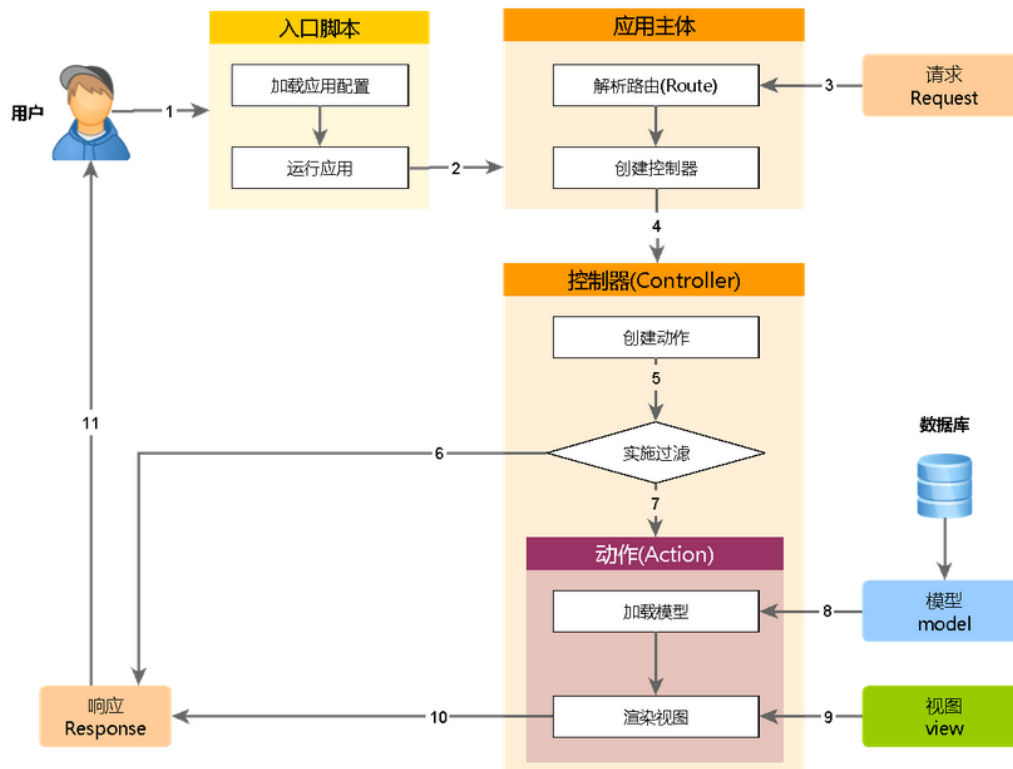 入口脚本
应用主体
加载应用配置
解析路由(Route)
3
请求
Request
用户
1
运行应用
2
创建控制器
4
控制器(Controller)
创建动作
5
11
数据库
6
实施过滤
7
动作(Action)
加载模型
8
模型
model
响应
Response
10
渲染视图
9
视图
view